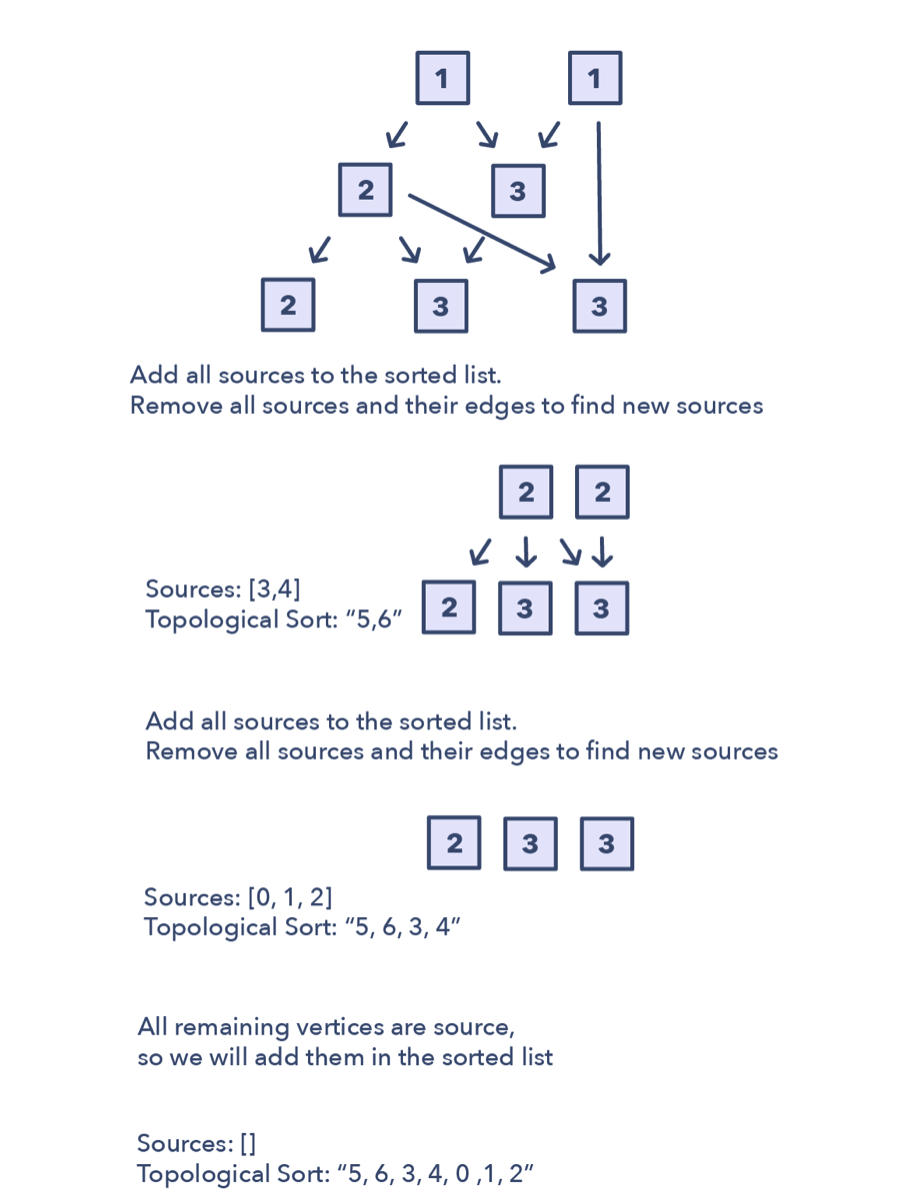 1 1
2 3
2 3 3
Add all sources to the sorted list.
Remove all sources and their edges to find new sources
2 2
2 3 3
Sources: [3,4]
Topological Sort: “5,6”
Add all sources to the sorted list.
Remove all sources and their edges to find new sources
2 3 3
Sources: [0, 1, 2]
Topological Sort: “5, 6, 3, 4”
All remaining vertices are source,
so we will add them in the sorted list
Sources: []
Topological Sort: “5, 6, 3, 4, 0 ,1, 2”